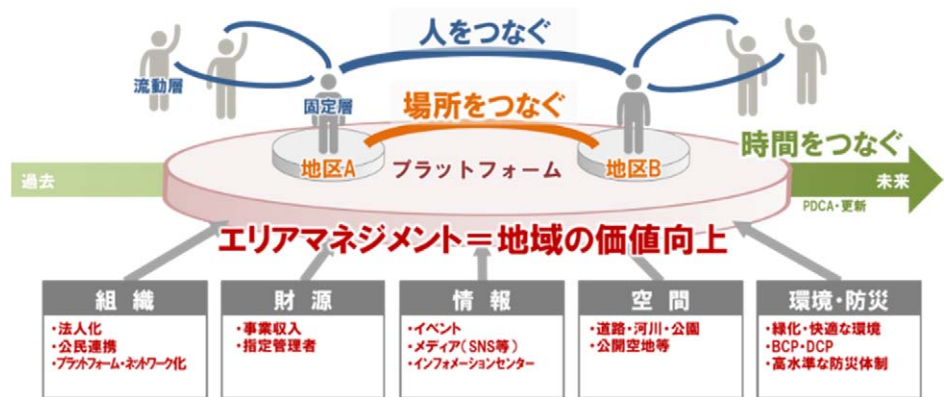 人をつなぐ
流動層
固定層
場所をつなぐ
時間をつなぐ
地区A
プラットフォーム
地区B
過去
未来
PDCA・更新
エリアマネジメント＝地域の価値向上
組織
・法人化
・公民連携
・プラットフォーム・ネットワーク化
財源
・事業収入
・指定管理者
情報
・イベント
・メディア（SNS等）
・インフォメーションセンター
空間
・道路・河川・公園
・公開空地等
環境・防災
・緑化・快適な環境
・BCP・DCP
・高水準な防災体制